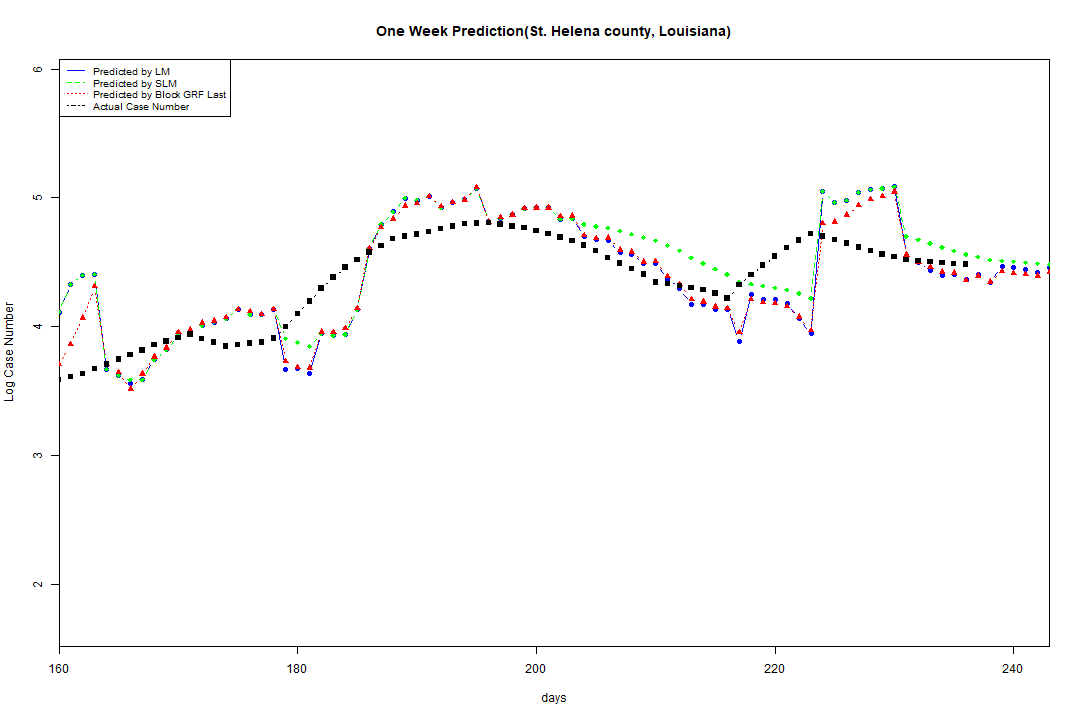 One Week Prediction(St. Helena county, Louisiana)
Predicted by LM
Predicted by SLM
Predicted by Block GRF Last
Actual Case Number
6
5
4
3
2
Log Case Number
160 180 200 220 240
days